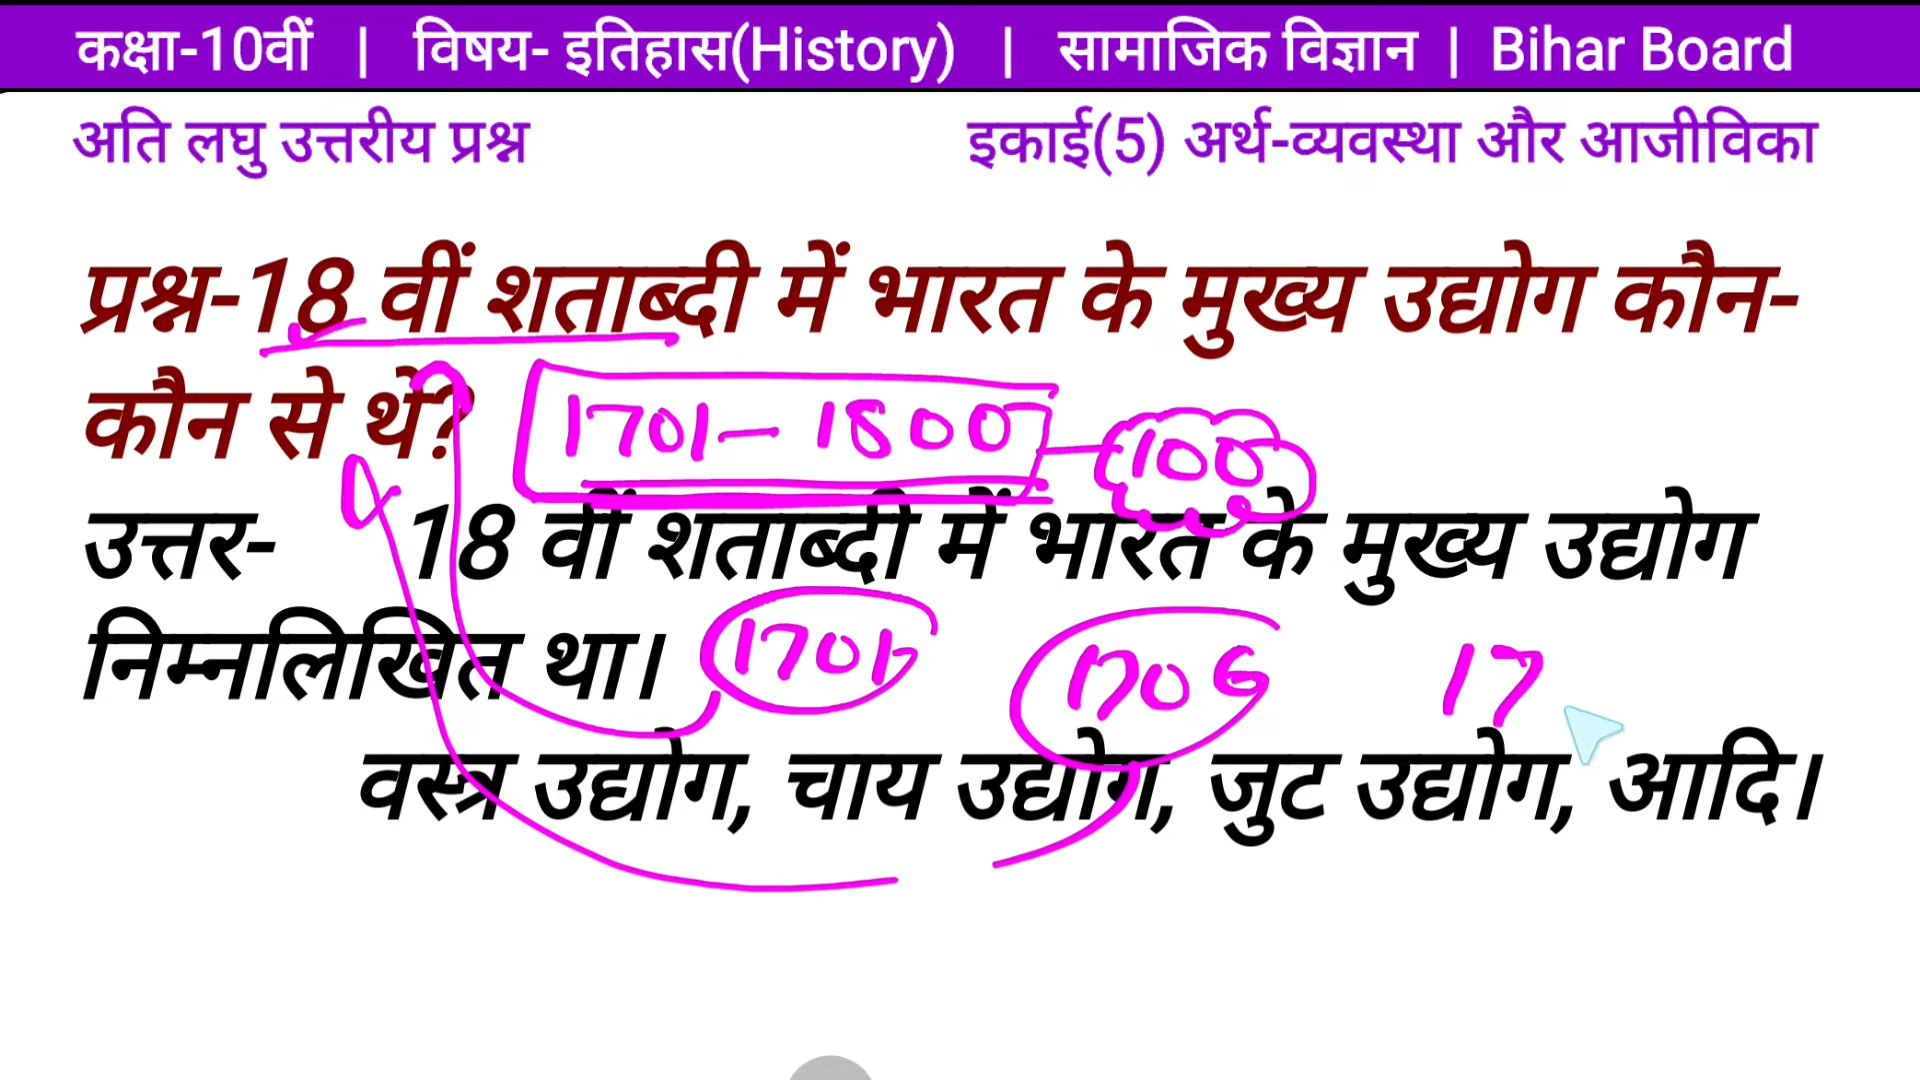 कक्षा-10वीं | विषय- इतिहास(History) | सामाजिक विज्ञान | Bihar Board
अति लघु उत्तरीय प्रश्न इकाई(5) अर्थ-व्यवस्था और आजीविका
प्रश्न-18 वीं शताब्दी में भारत के मुख्य उद्योग कौन-
कौन से थे? 1701-1800 100
उत्तर- 18 वीं शताब्दी में भारत के मुख्य उद्योग
निम्नलिखित था। 1701 17
वस्त्र उद्योग, चाय उद्योग, जुट उद्योग, आदि।